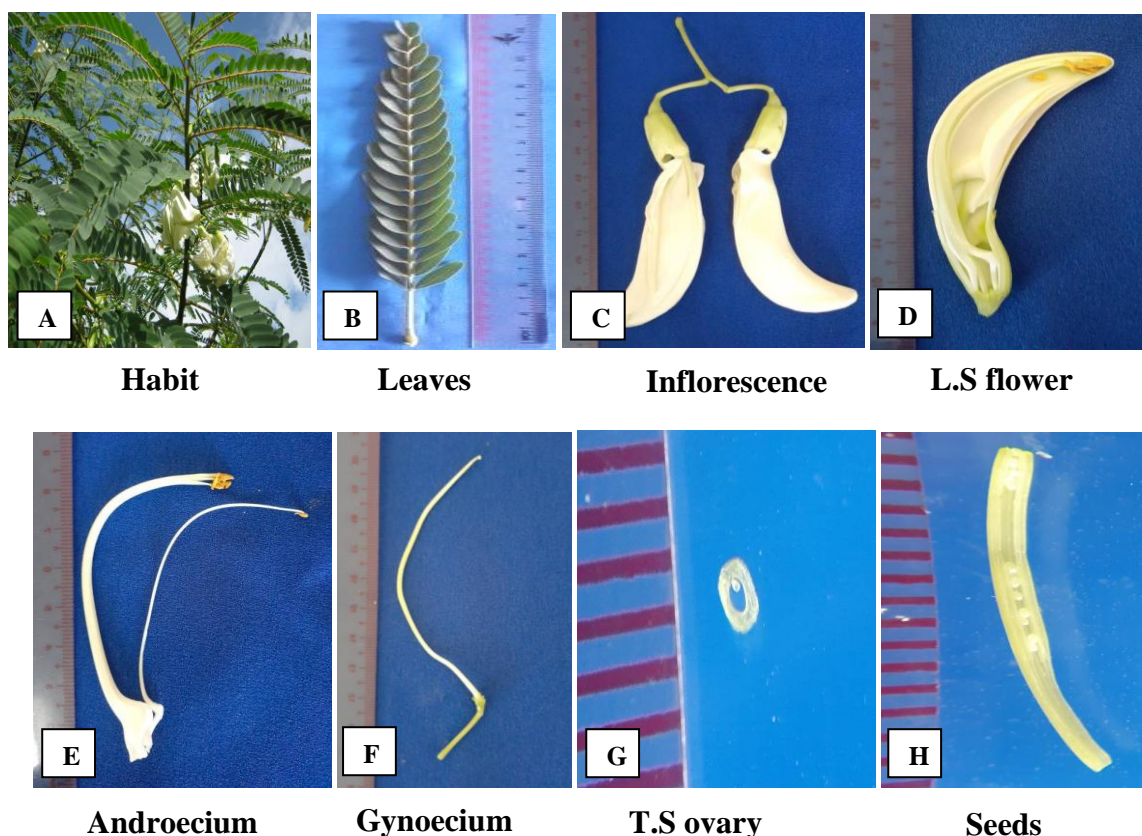 A
B
C
D
Habit
Leaves
Inflorescence
L.S flower
E
F
G
H
Androecium
Gynoecium
T.S ovary
Seeds